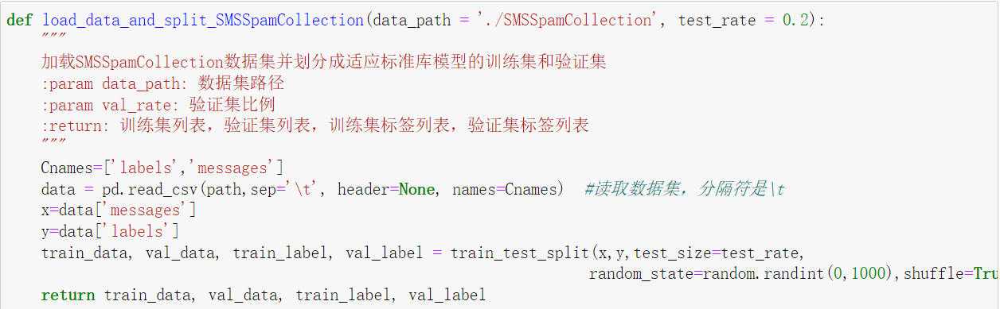 def load_data_and_split_SMSSpamCollection(data_path = './SMSSpamCollection', test_rate = 0.2):
"""
加载SMSSpamCollection数据集并划分成适应标准库模型的训练集和验证集
:param data_path: 数据集路径
:param val_rate: 验证集比例
:return: 训练集列表，验证集列表，训练集标签列表，验证集标签列表
"""
Cnames=['labels','messages']
data = pd.read_csv(path,sep='\t', header=None, names=Cnames)  #读取数据集，分隔符是\t
x=data['messages']
y=data['labels']
train_data, val_data, train_label, val_label = train_test_split(x,y,test_size=test_rate,
random_state=random.randint(0,1000),shuffle=Tru
return train_data, val_data, train_label, val_label